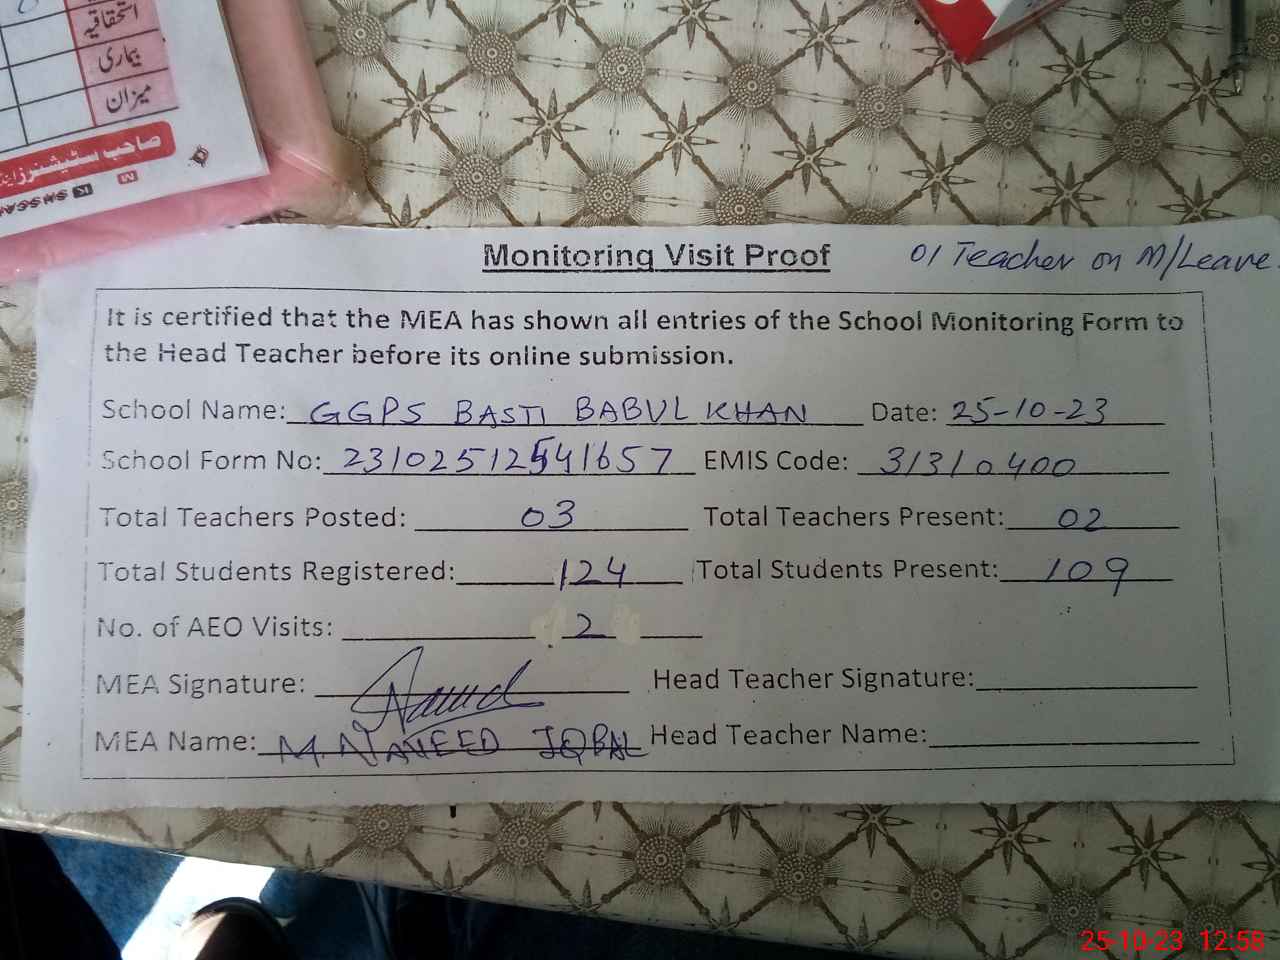 استحقاقیہ
بیماری
میزان
صاحب سٹیشنرز اینڈ
Monitoring Visit Proof
01 Teacher on M/Leave.
It is certified that the MEA has shown all entries of the School Monitoring Form to
the Head Teacher before its online submission.
School Name: GGPS BASTI BABUL KHAN Date: 25-10-23
School Form No: 23102512541657 EMIS Code: 31310400
Total Teachers Posted: 03 Total Teachers Present: 02
Total Students Registered: 124 Total Students Present: 109
No. of AEO Visits: 2
MEA Signature: Naveed Head Teacher Signature:
MEA Name: M. NAVEED IQBAL Head Teacher Name:
25-10-23 12:58